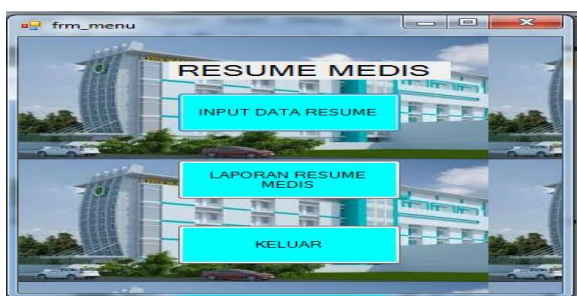 frm_menu
RESUME MEDIS
INPUT DATA RESUME
LAPORAN RESUME
MEDIS
KELUAR